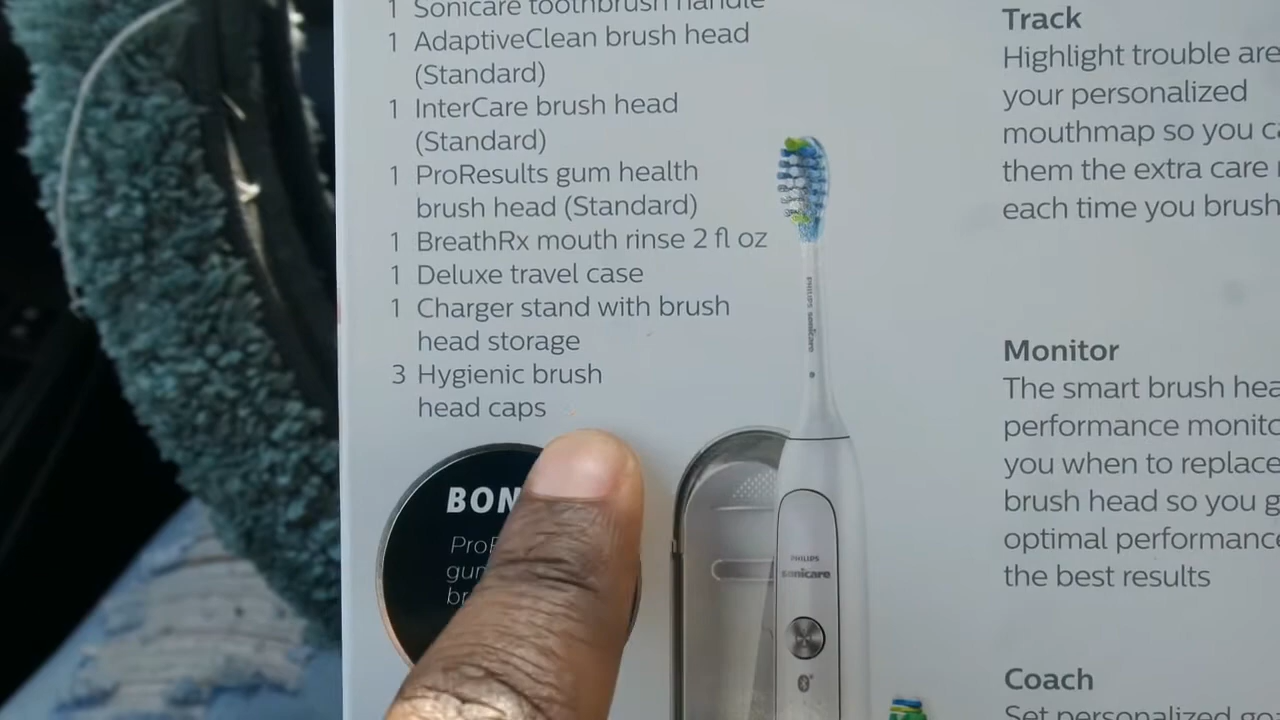 1 Sonicare toothbrush handle
1 AdaptiveClean brush head
(Standard)
1 InterCare brush head
(Standard)
1 ProResults gum health
brush head (Standard)
1 BreathRx mouth rinse 2 fl oz
1 Deluxe travel case
1 Charger stand with brush
head storage
3 Hygienic brush
head caps
BON
PHILIPS sonicare
PHILIPS
sonicare
Track
Highlight trouble are
your personalized
mouthmap so you c
them the extra care
each time you brush
Monitor
The smart brush hea
performance monito
you when to replace
brush head so you g
optimal performance
the best results
Coach
Set personalized go